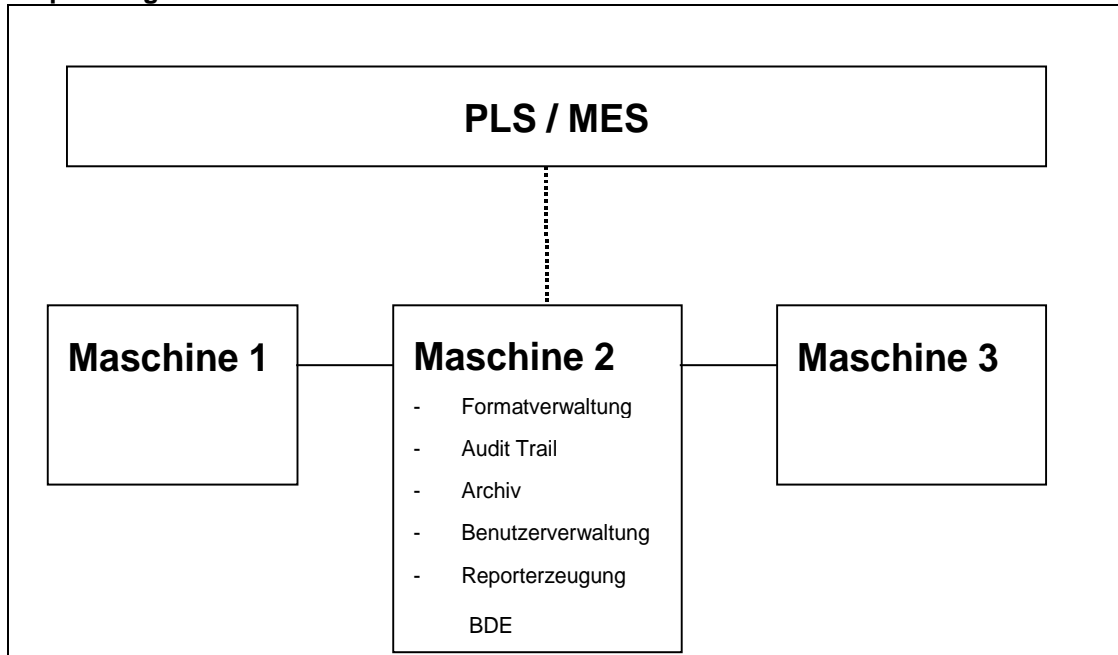 PLS / MES
Maschine 1
Maschine 2
Maschine 3
- Formatverwaltung
- Audit Trail
- Archiv
- Benutzerverwaltung
- Reporterzeugung
BDE